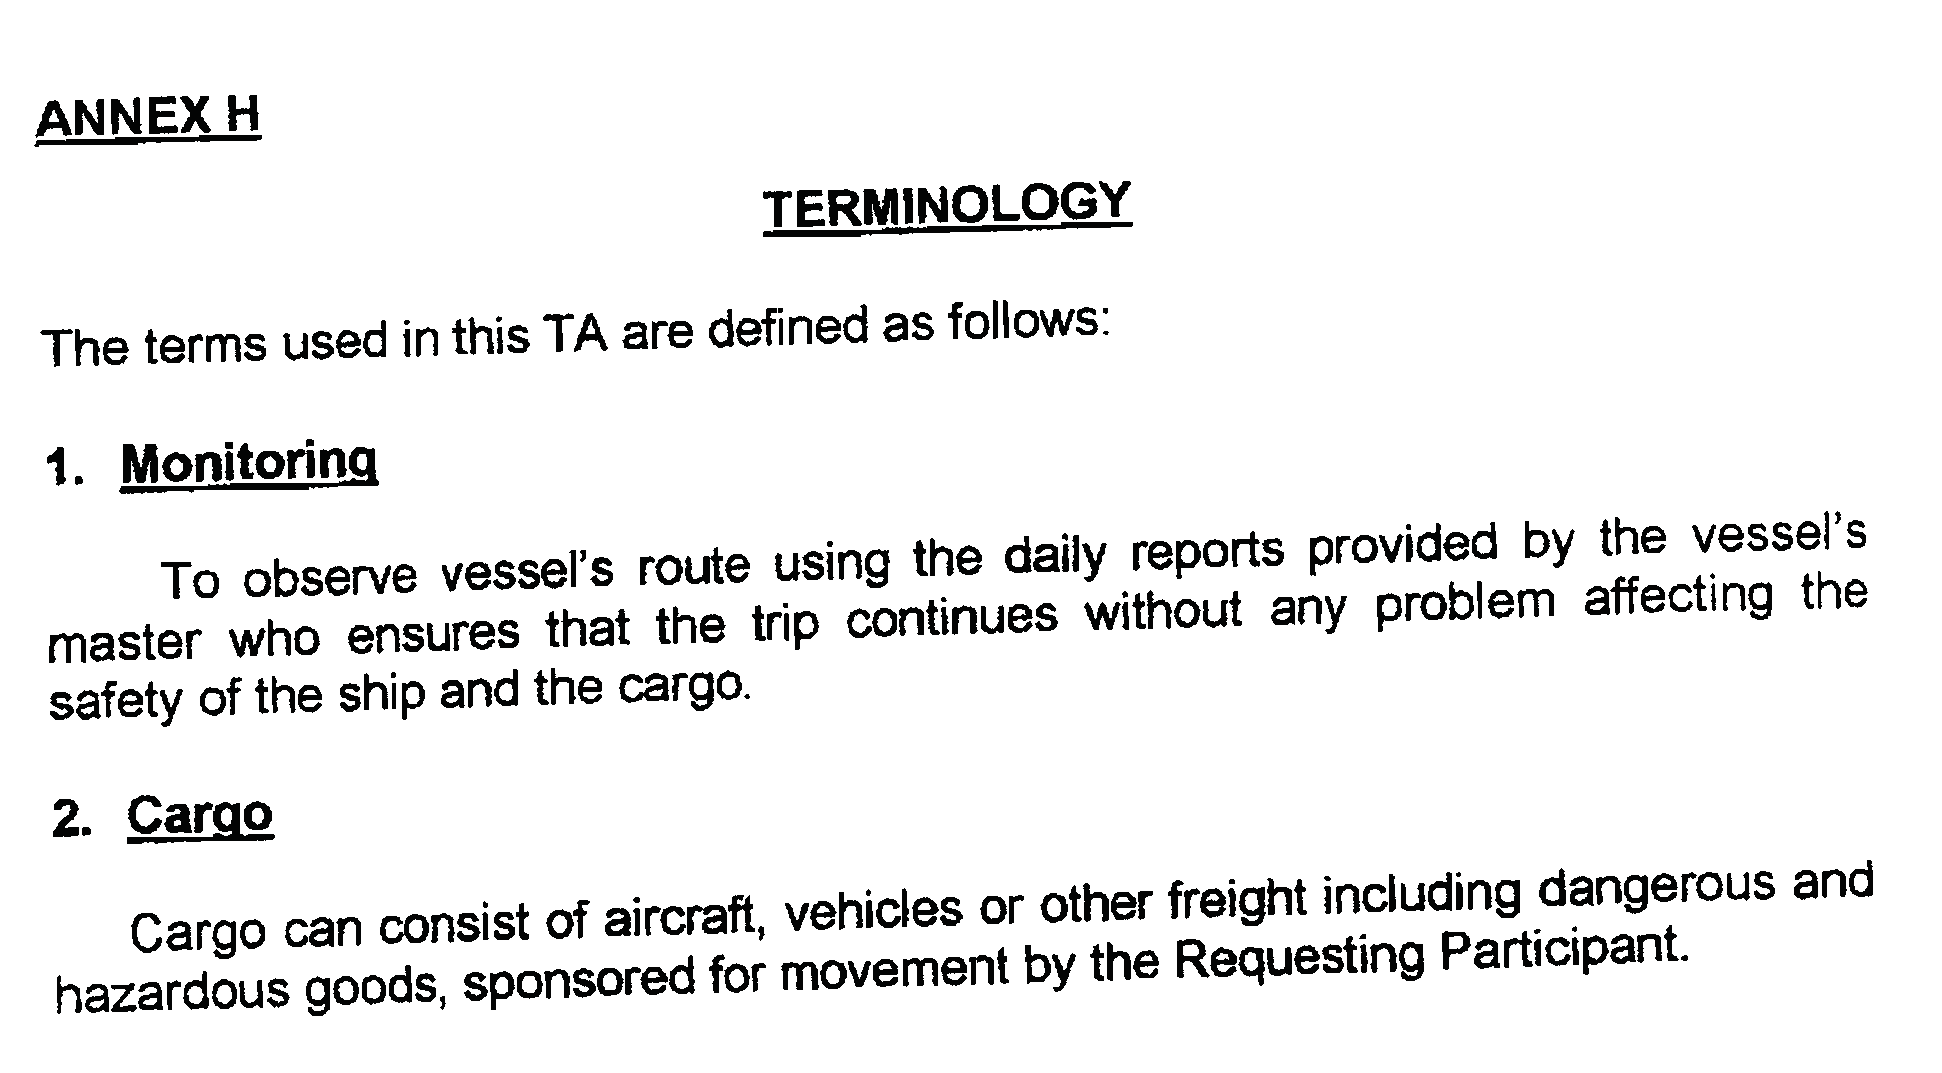 ANNEX H
TERMINOLOGY
The terms used in this TA are defined as follows:
1. Monitoring
To observe vessel's route using the daily reports provided by the vessel's
master who ensures that the trip continues without any problem affecting the
safety of the ship and the cargo.
2. Cargo
Cargo can consist of aircraft, vehicles or other freight including dangerous and
hazardous goods, sponsored for movement by the Requesting Participant.